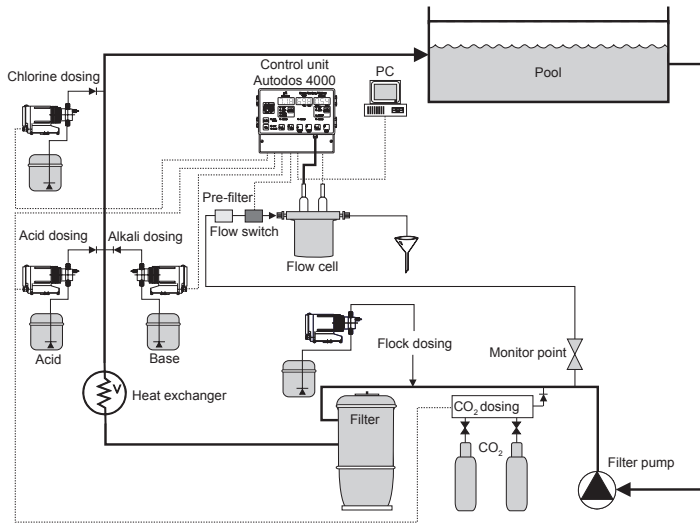 Control unit
Autodos 4000
PC
Pool
Chlorine dosing
Pre-filter
Flow switch
Flow cell
Acid dosing
Alkali dosing
Acid
Base
Flock dosing
Monitor point
V
Heat exchanger
Filter
CO2 dosing
CO2
Filter pump